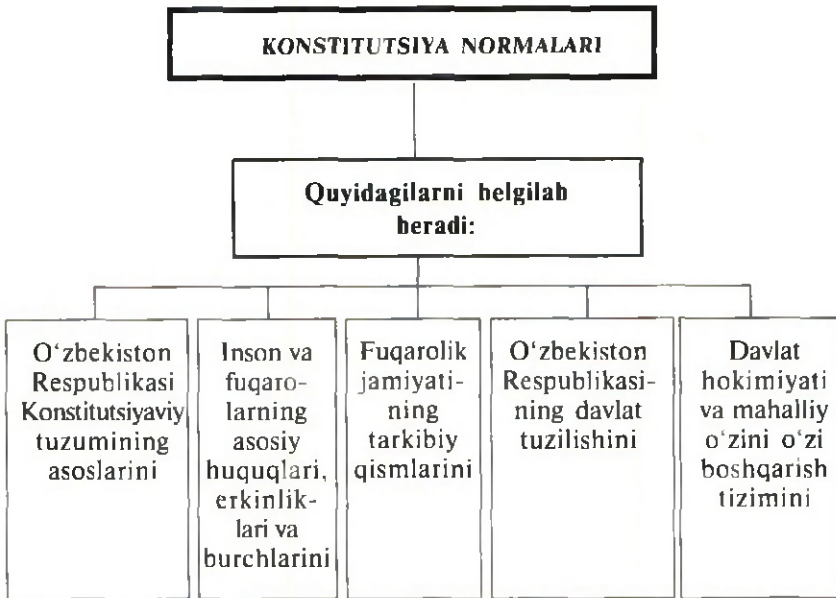 KONSTITUTSIYA NORMALARI
Quyidagilarni belgilab
beradi:
O‘zbekiston
Respublikasi
Konstitutsiyaviy
tuzumining
asoslarini
Inson va
fuqaro-
larning
asosiy
huquqlari,
erkinlik-
lari va
burchlarini
Fuqarolik
jamiyati-
ning
tarkibiy
qismlarini
O‘zbekiston
Respublikasi-
ning davlat
tuzilishini
Davlat
hokimiyati
va mahalliy
o‘zini o‘zi
boshqarish
tizimini